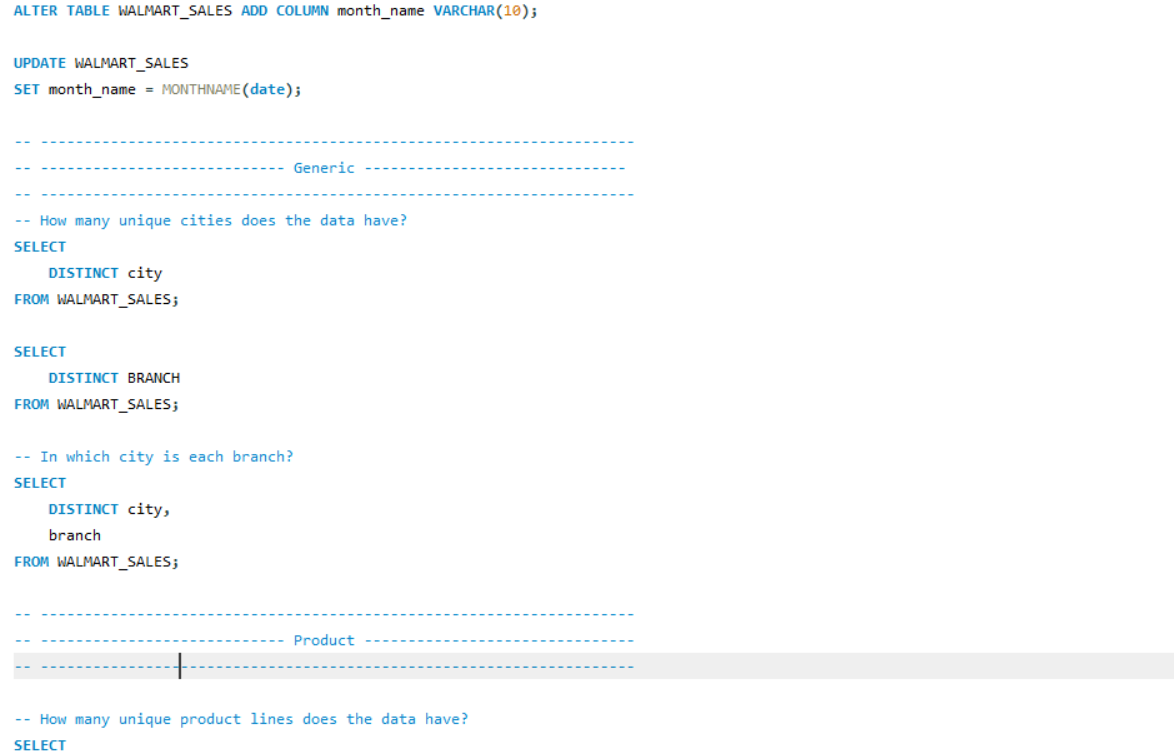 ALTER TABLE WALMART_SALES ADD COLUMN month_name VARCHAR(10);
UPDATE WALMART_SALES
SET month_name = MONTHNAME(date);
-- --------------------------------------------------------------------
-- ---------------------------- Generic ------------------------------
-- --------------------------------------------------------------------
-- How many unique cities does the data have?
SELECT
    DISTINCT city
FROM WALMART_SALES;
SELECT
    DISTINCT BRANCH
FROM WALMART_SALES;
-- In which city is each branch?
SELECT
    DISTINCT city,
    branch
FROM WALMART_SALES;
-- --------------------------------------------------------------------
-- ---------------------------- Product -------------------------------
-- --------------------------------------------------------------------
-- How many unique product lines does the data have?
SELECT